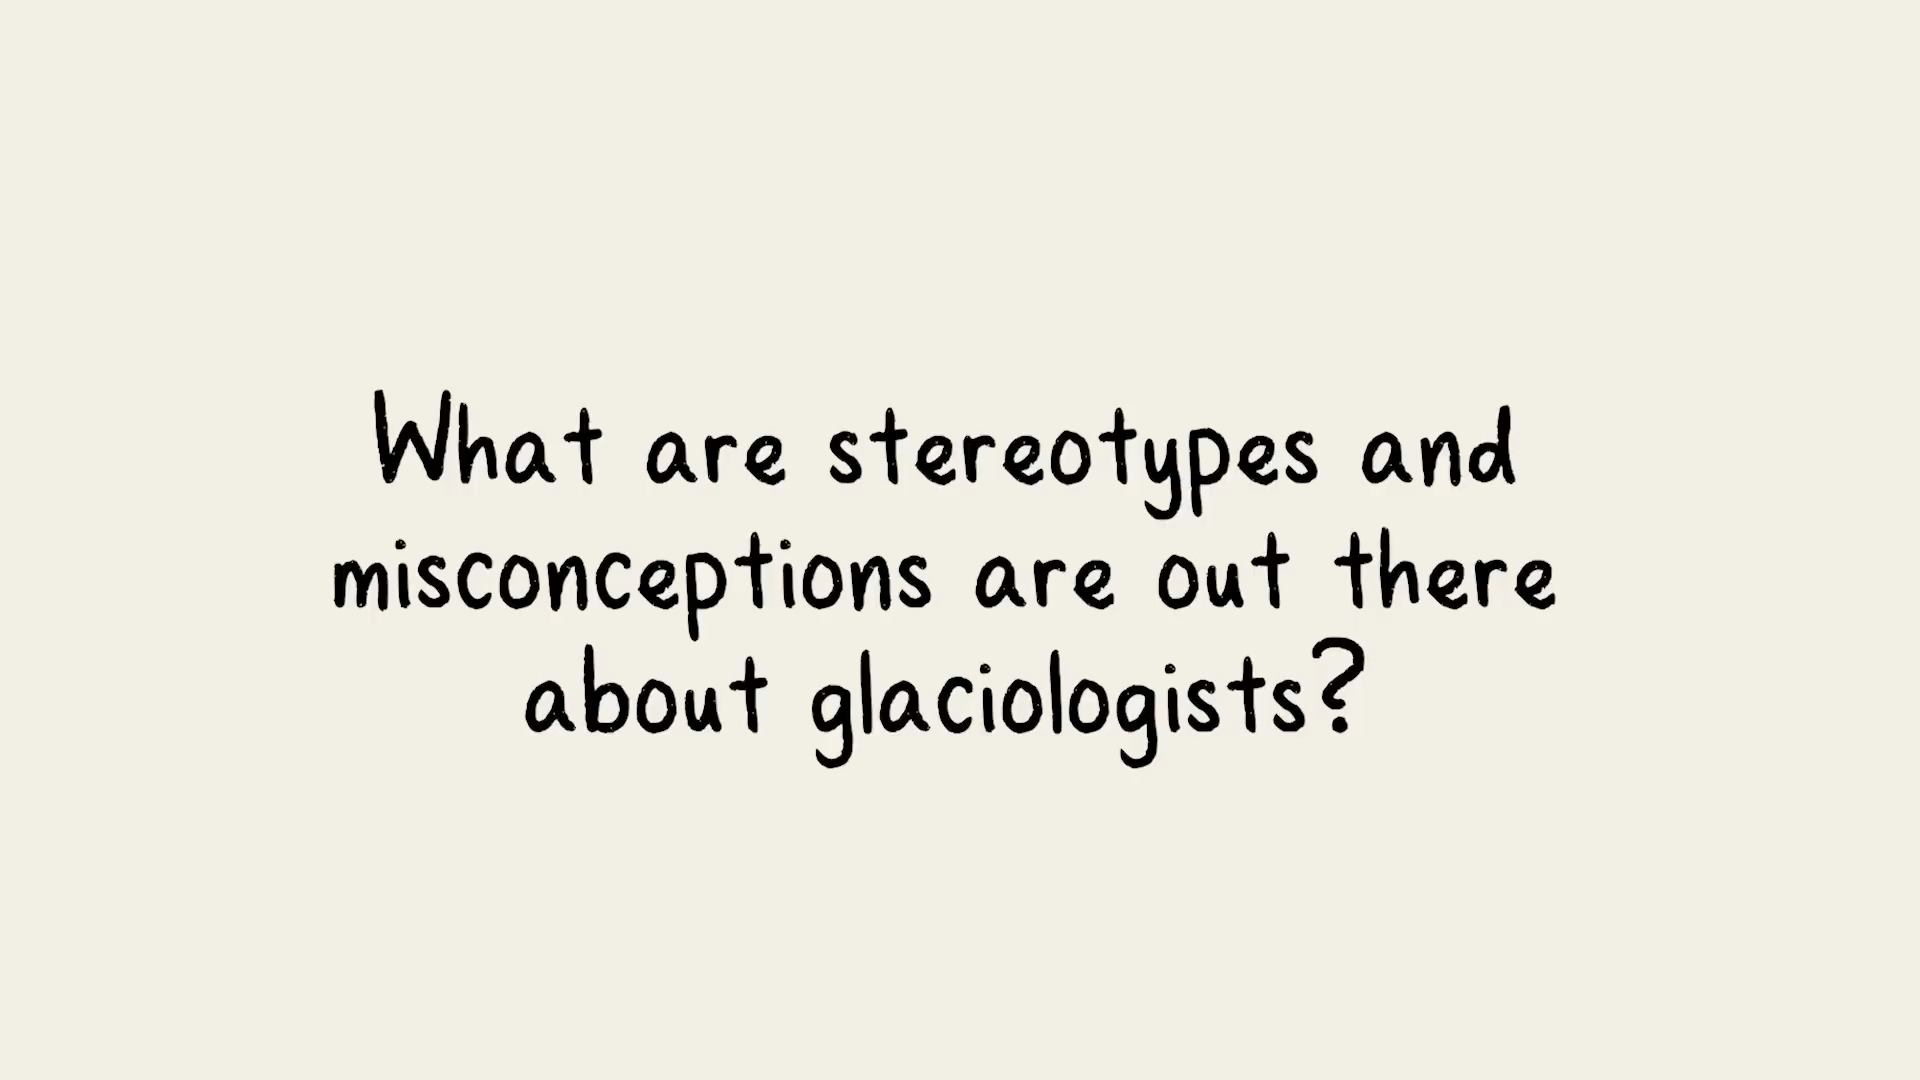 What are stereotypes and
misconceptions are out there
about glaciologists?